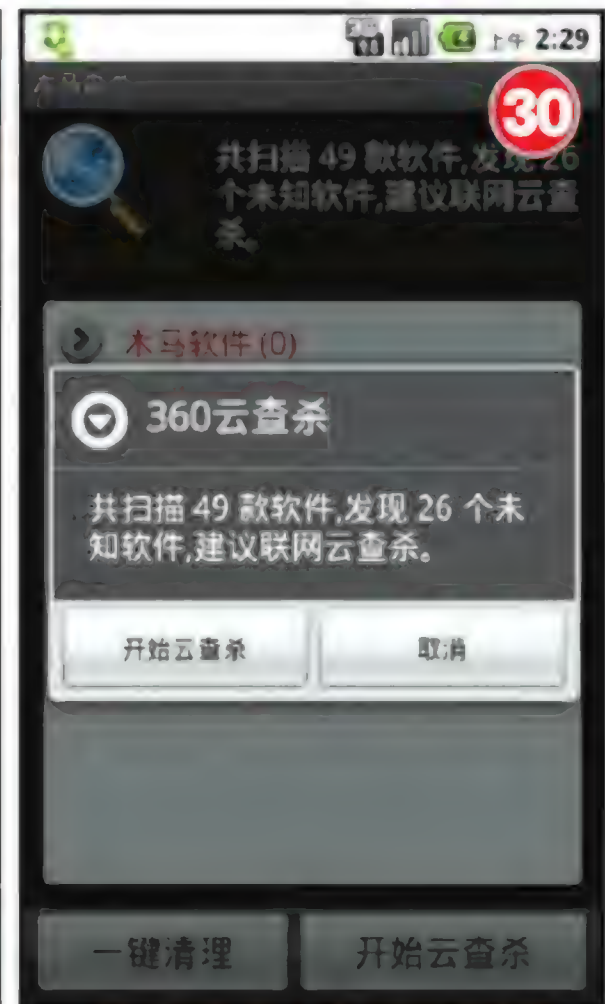 上午 2:29
30
共扫描 49 款软件,发现 26
个未知软件,建议联网云查
杀。
木马软件(0)
360云查杀
共扫描 49 款软件,发现 26 个未
知软件,建议联网云查杀。
开始云查杀
取消
一键清理
开始云查杀